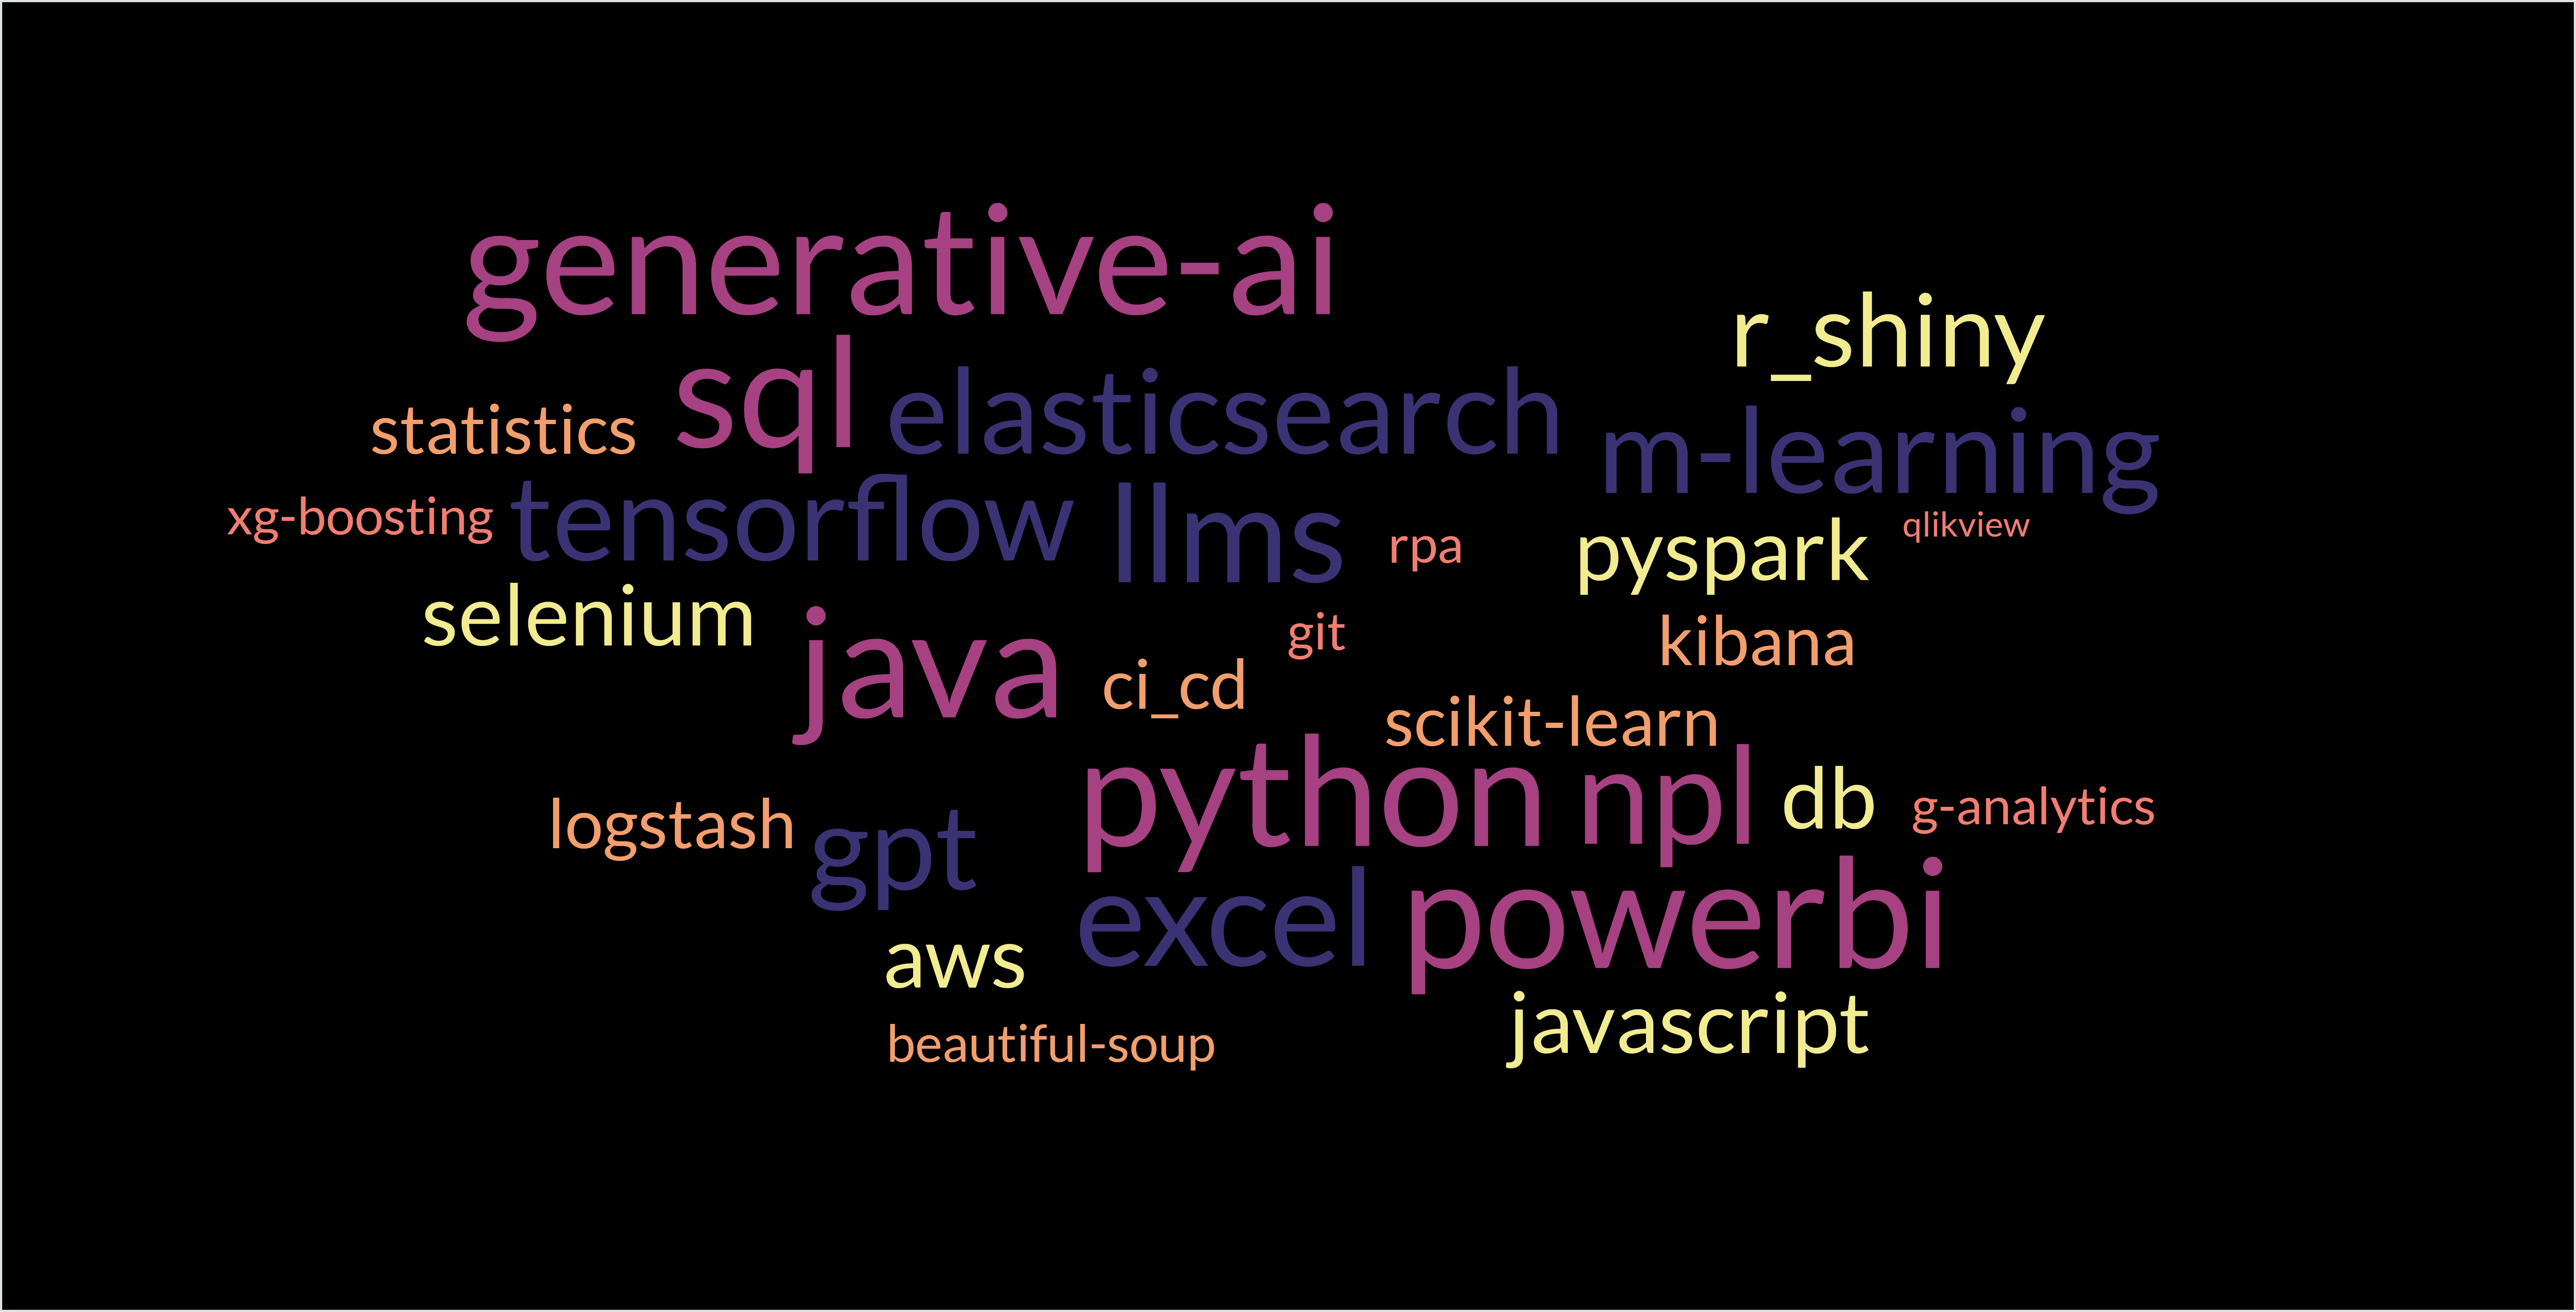 generative-ai
r_shiny
statistics sql elasticsearch m-learning
xg-boosting tensorflow llms rpa pyspark qlikview
selenium java git kibana
ci_cd scikit-learn
logstash gpt python npl db g-analytics
aws excel powerbi
beautiful-soup javascript